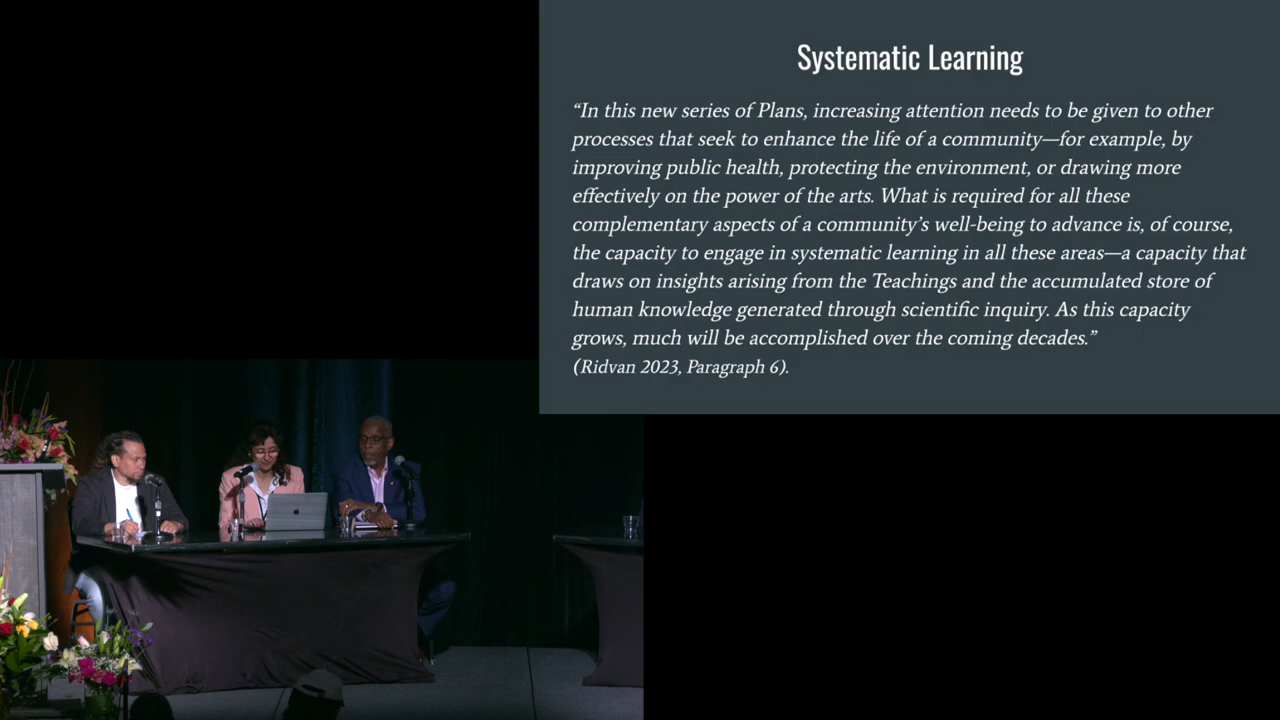 Systematic Learning
“In this new series of Plans, increasing attention needs to be given to other
processes that seek to enhance the life of a community—for example, by
improving public health, protecting the environment, or drawing more
effectively on the power of the arts. What is required for all these
complementary aspects of a community’s well-being to advance is, of course,
the capacity to engage in systematic learning in all these areas—a capacity that
draws on insights arising from the Teachings and the accumulated store of
human knowledge generated through scientific inquiry. As this capacity
grows, much will be accomplished over the coming decades.”
(Ridvan 2023, Paragraph 6).